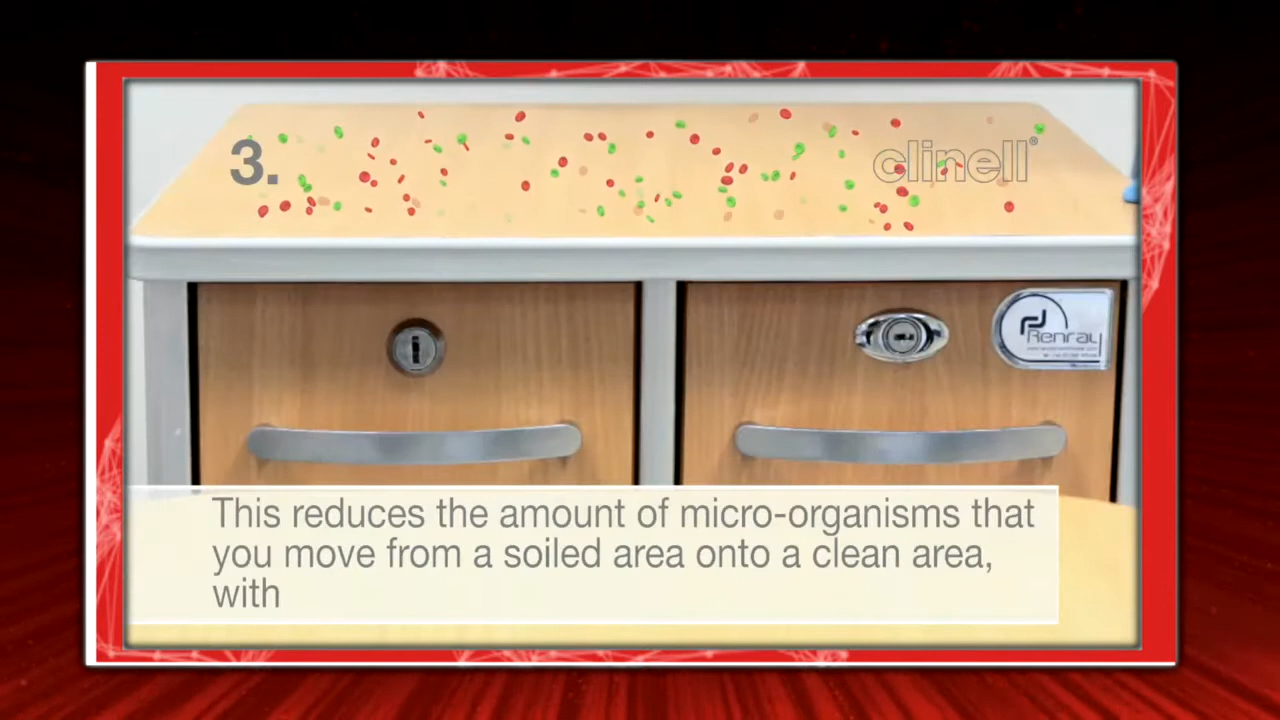 3.
clinell®
Renray
This reduces the amount of micro-organisms that
you move from a soiled area onto a clean area,
with